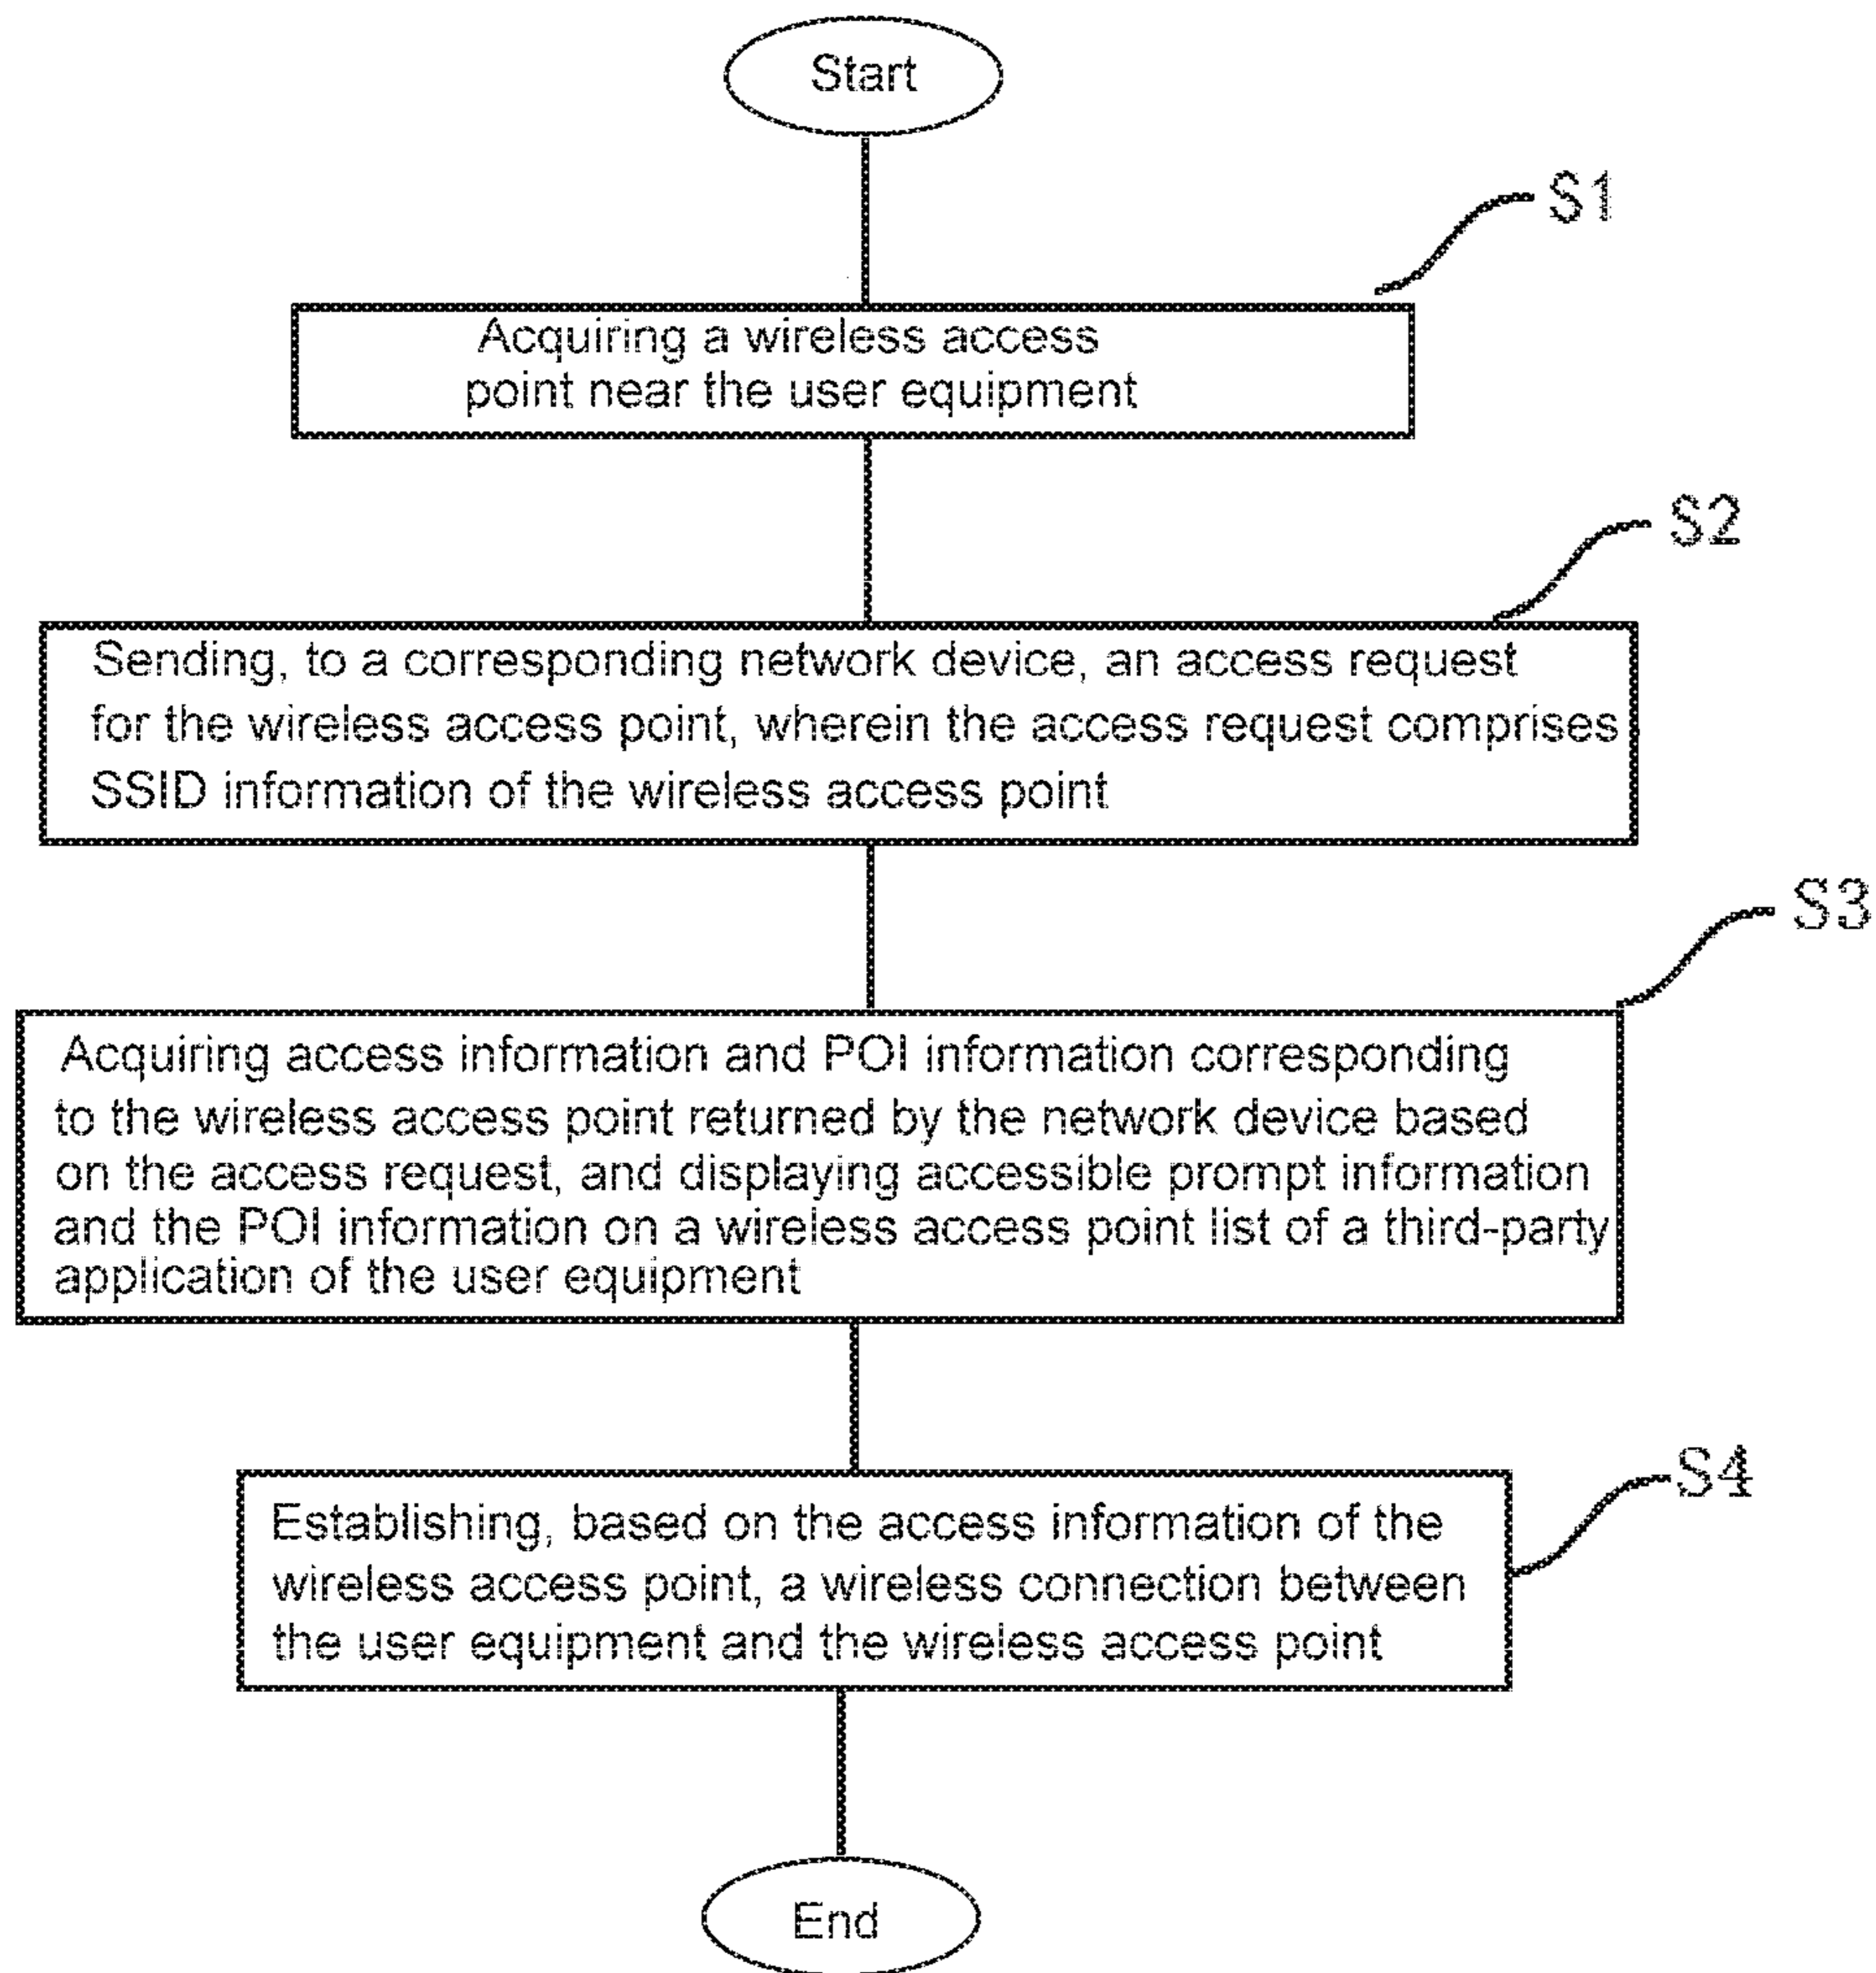 Start
S1
Acquiring a wireless access
point near the user equipment
S2
Sending, to a corresponding network device, an access request
for the wireless access point, wherein the access request comprises
SSID information of the wireless access point
S3
Acquiring access information and POI information corresponding
to the wireless access point returned by the network device based
on the access request, and displaying accessible prompt information
and the POI information on a wireless access point list of a third-party
application of the user equipment
S4
Establishing, based on the access information of the
wireless access point, a wireless connection between
the user equipment and the wireless access point
End